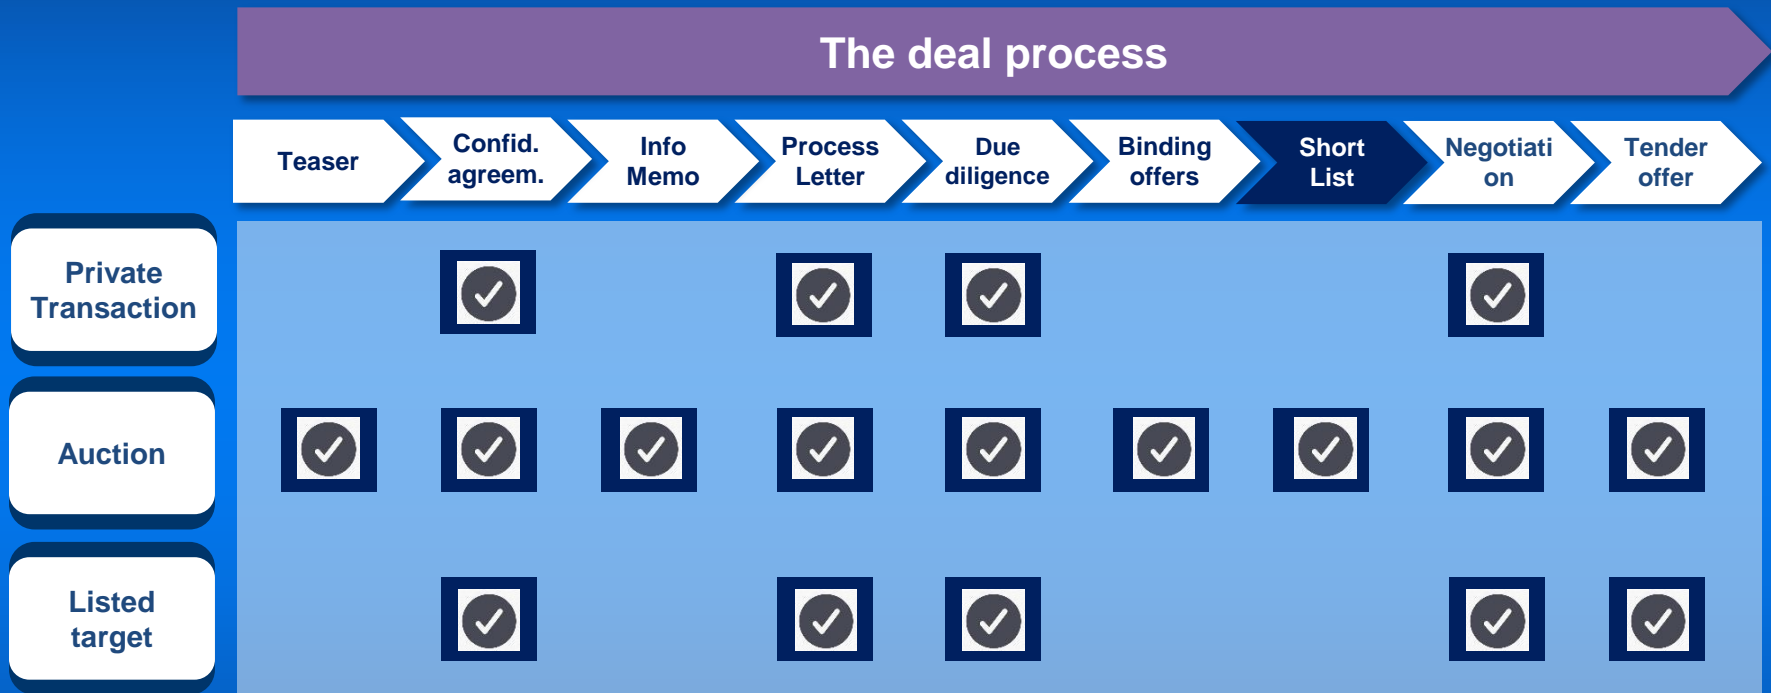 The deal process
Teaser
Confid.
agreem.
Info
Memo
Process
Letter
Due
diligence
Binding
offers
Short
List
Negotiati
on
Tender
offer
Private
Transaction
Auction
Listed
target